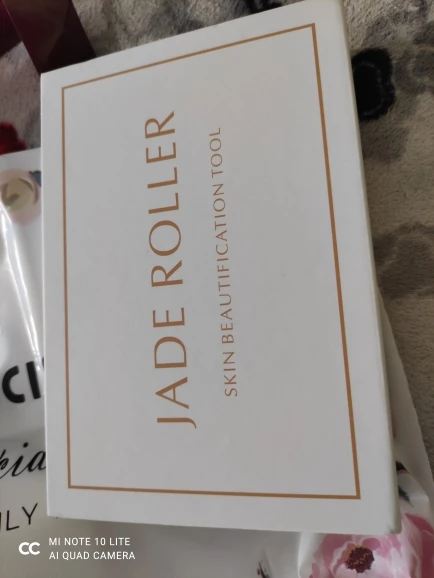 JADE ROLLER
SKIN BEAUTIFICATION TOOL
MI NOTE 10 LITE
AI QUAD CAMERA